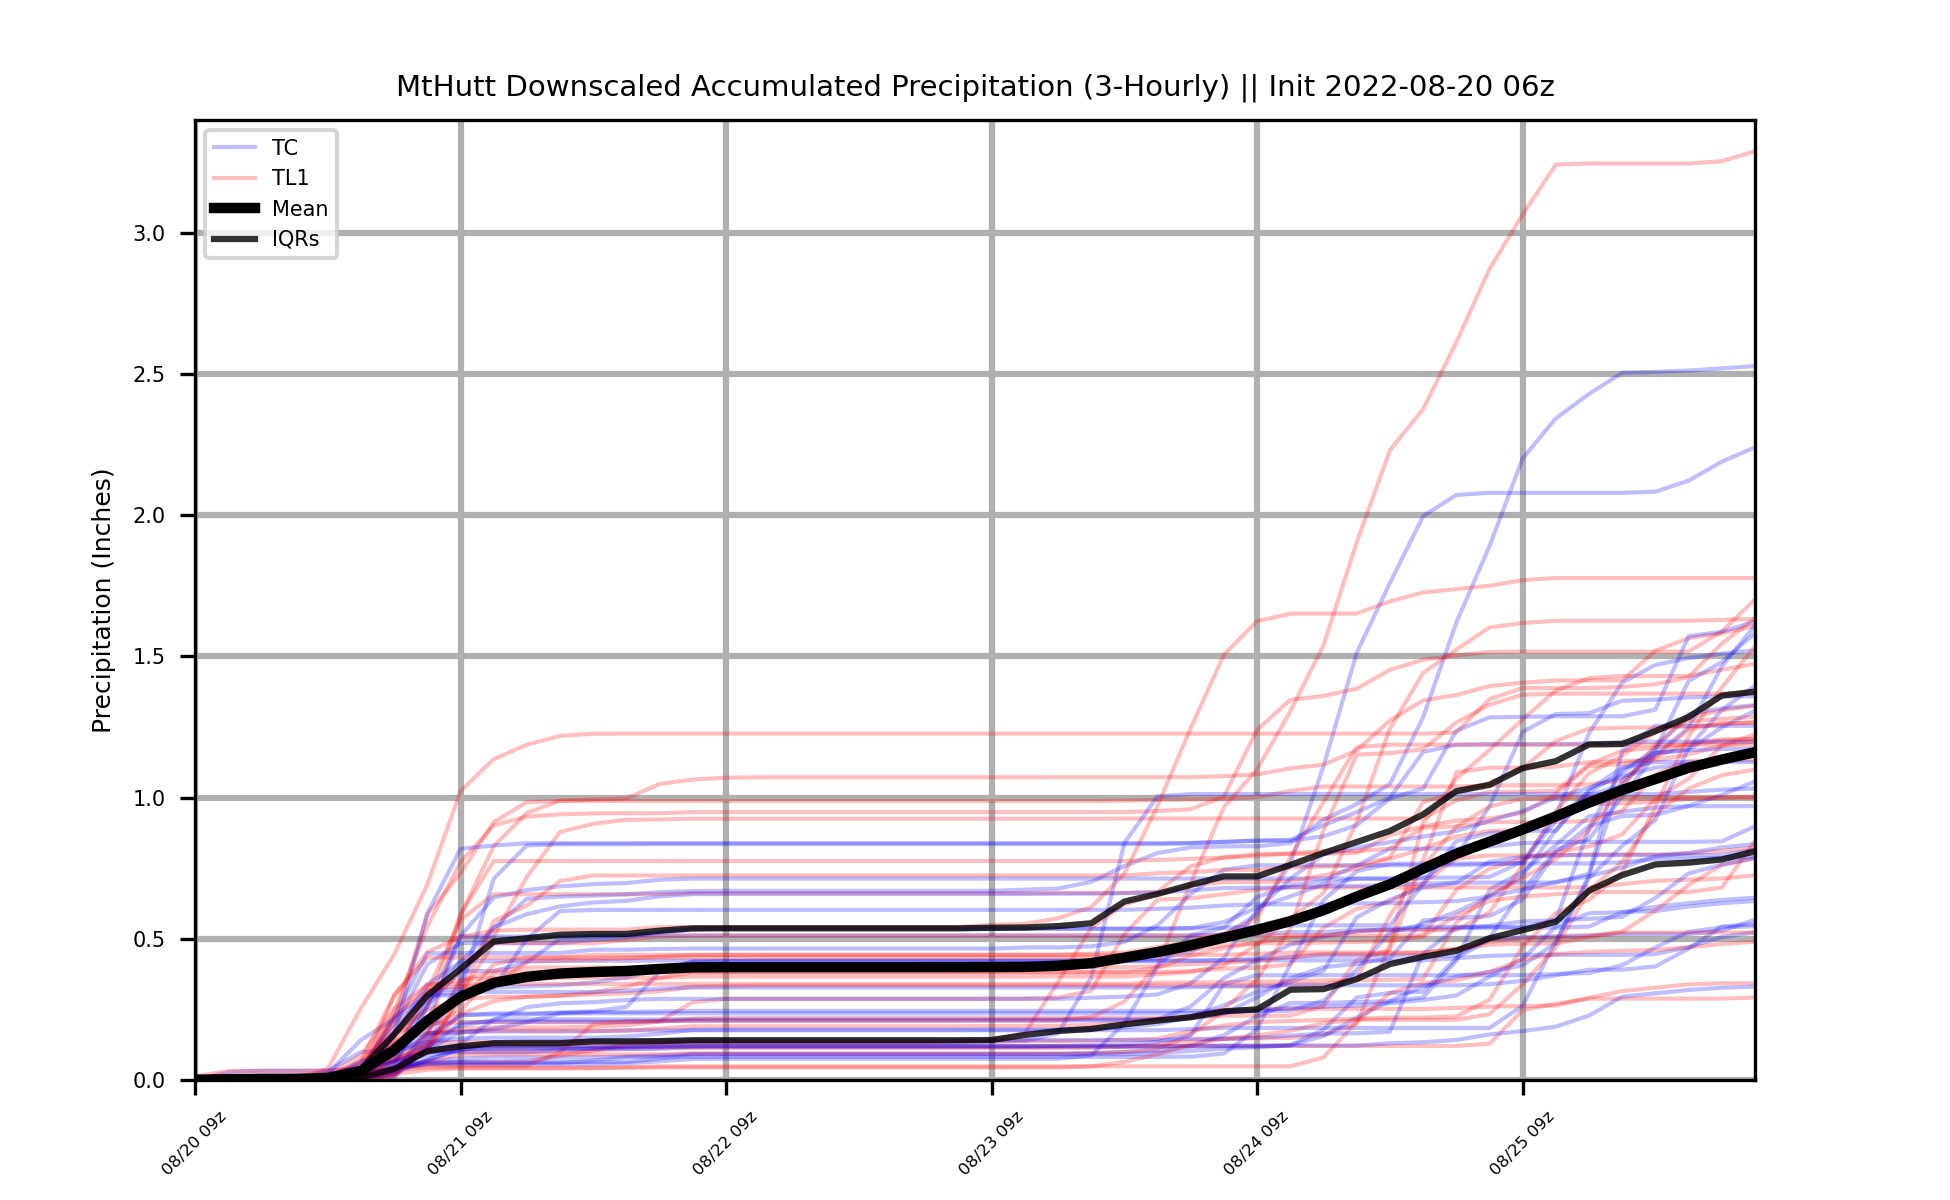 MtHutt Downscaled Accumulated Precipitation (3-Hourly) || Init 2022-08-20 06z
TC
TL1
Mean
IQRs
Precipitation (Inches)
3.0
2.5
2.0
1.5
1.0
0.5
0.0
08/20 09z
08/21 09z
08/22 09z
08/23 09z
08/24 09z
08/25 09z